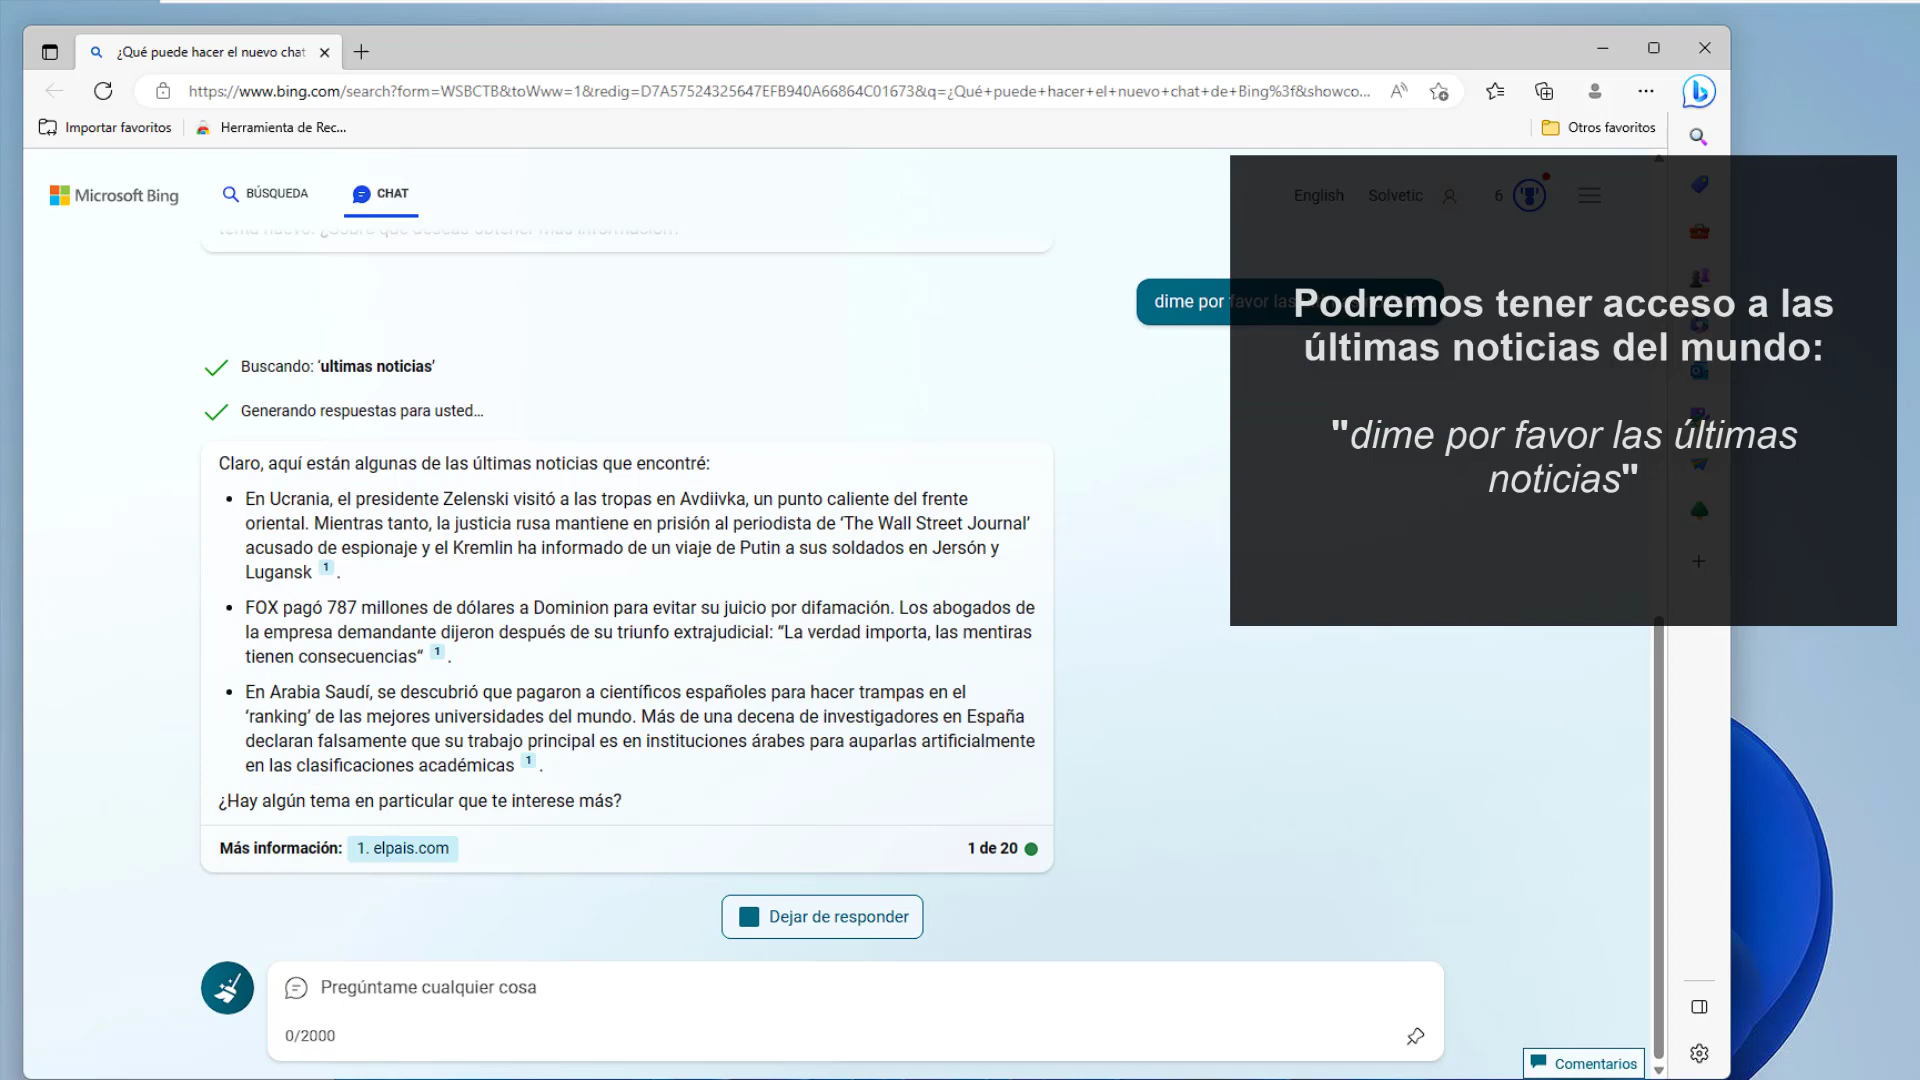 ¿Qué puede hacer el nuevo chat
https://www.bing.com/search?form=WSBCTB&toWww=1&redig=D7A57524325647EFB940A66864C01673&q=¿Qué+puede+hacer+el+nuevo+chat+de+Bing%3f&showco...
Importar favoritos
Herramienta de Rec...
Otros favoritos
Microsoft Bing
BÚSQUEDA
CHAT
English
Solvetic
6
tema nuevo. ¿Sobre qué deseas obtener más información?
dime por favor las
Podremos tener acceso a las
últimas noticias del mundo:
"dime por favor las últimas
noticias"
Buscando: ‘ultimas noticias’
Generando respuestas para usted...
Claro, aquí están algunas de las últimas noticias que encontré:
• En Ucrania, el presidente Zelenski visitó a las tropas en Avdiivka, un punto caliente del frente
oriental. Mientras tanto, la justicia rusa mantiene en prisión al periodista de ‘The Wall Street Journal’
acusado de espionaje y el Kremlin ha informado de un viaje de Putin a sus soldados en Jersón y
Lugansk 1 .
• FOX pagó 787 millones de dólares a Dominion para evitar su juicio por difamación. Los abogados de
la empresa demandante dijeron después de su triunfo extrajudicial: “La verdad importa, las mentiras
tienen consecuencias“ 1 .
• En Arabia Saudí, se descubrió que pagaron a científicos españoles para hacer trampas en el
‘ranking’ de las mejores universidades del mundo. Más de una decena de investigadores en España
declaran falsamente que su trabajo principal es en instituciones árabes para auparlas artificialmente
en las clasificaciones académicas 1 .
¿Hay algún tema en particular que te interese más?
Más información: 1. elpais.com
1 de 20
Dejar de responder
Pregúntame cualquier cosa
0/2000
Comentarios